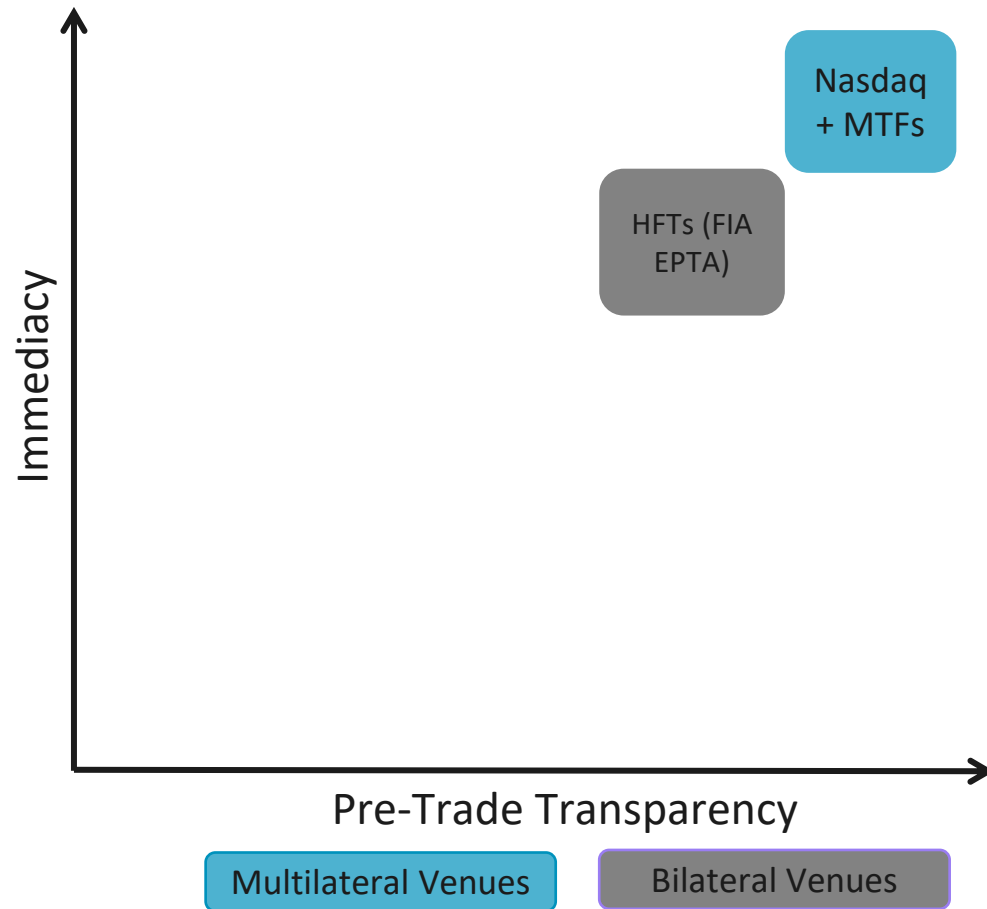 Nasdaq
+ MTFs
HFTs (FIA
EPTA)
Immediacy
Pre-Trade Transparency
Multilateral Venues
Bilateral Venues